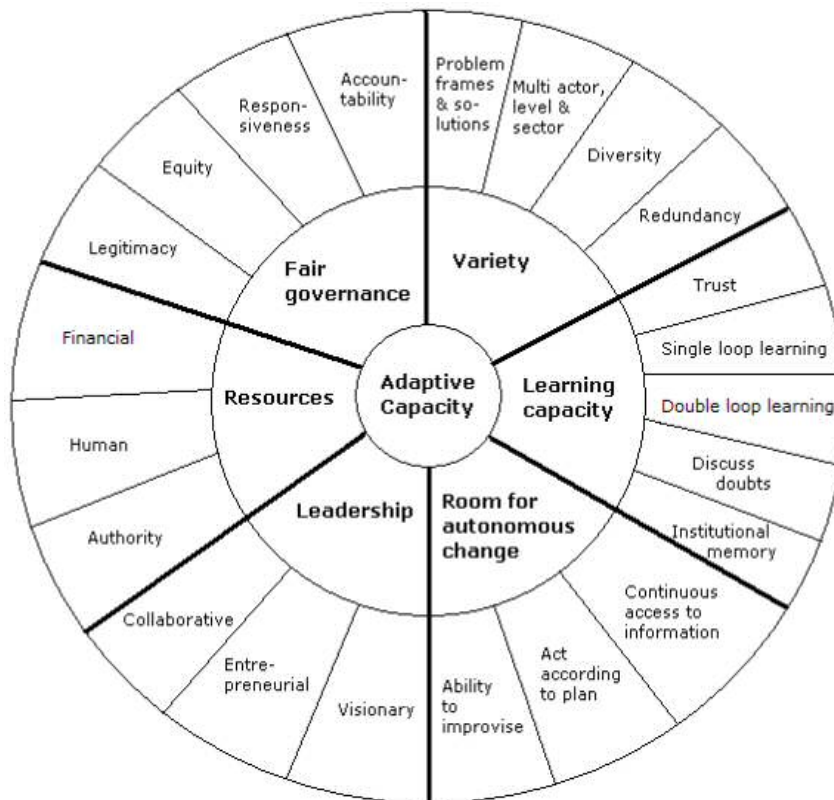 Adaptive
Capacity
Variety
Problem
frames
& so-
lutions
Multi actor,
level &
sector
Diversity
Redundancy
Learning
capacity
Trust
Single loop learning
Double loop learning
Discuss
doubts
Institutional
memory
Room for
autonomous
change
Continuous
access to
information
Act
according
to plan
Ability
to
improvise
Leadership
Visionary
Entre-
preneurial
Collaborative
Resources
Authority
Human
Financial
Fair
governance
Legitimacy
Equity
Respon-
siveness
Accoun-
tability